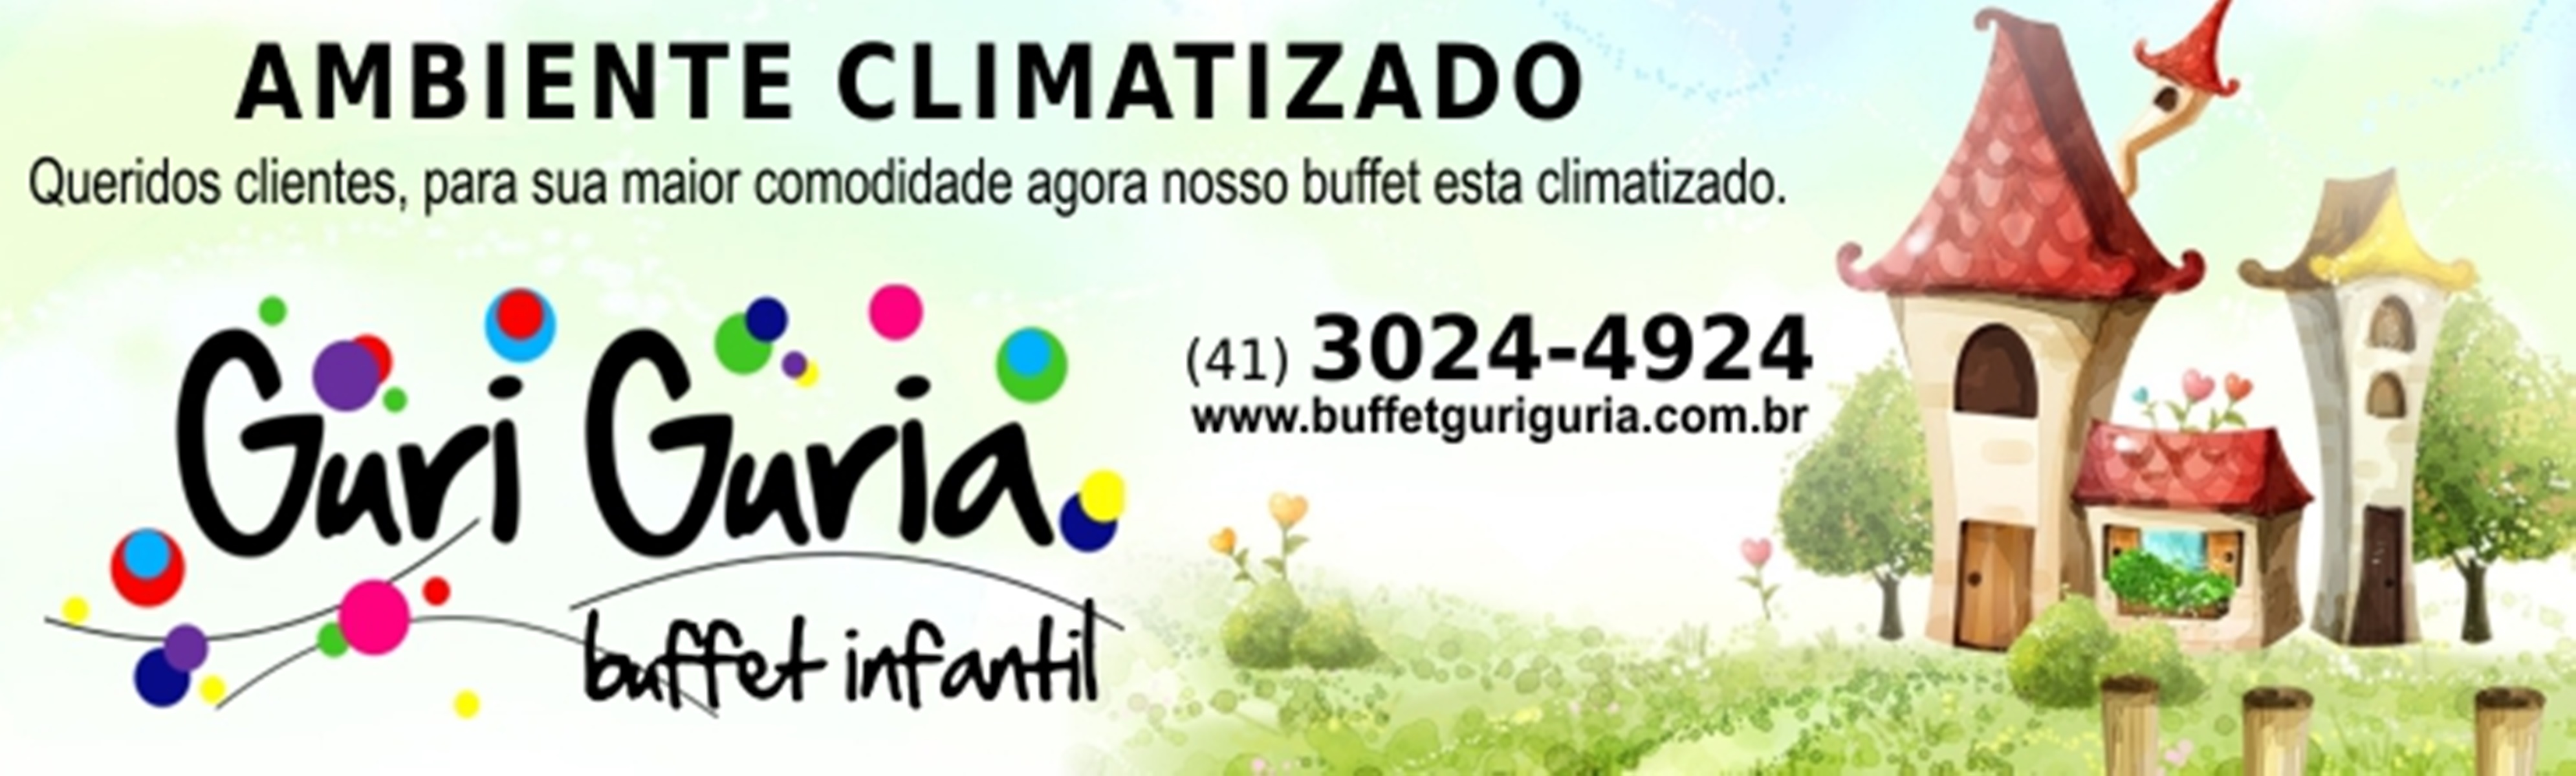 AMBIENTE CLIMATIZADO
Queridos clientes, para sua maior comodidade agora nosso buffet esta climatizado.
Guri Guria
buffet infantil
(41) 3024-4924
www.buffetguriguria.com.br